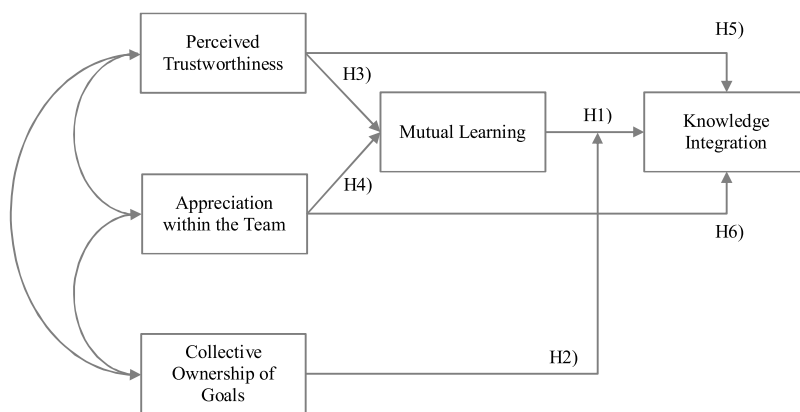 Perceived
Trustworthiness
H5)
H3)
Mutual Learning
H1)
Knowledge
Integration
H4)
Appreciation
within the Team
H6)
Collective
Ownership of
Goals
H2)